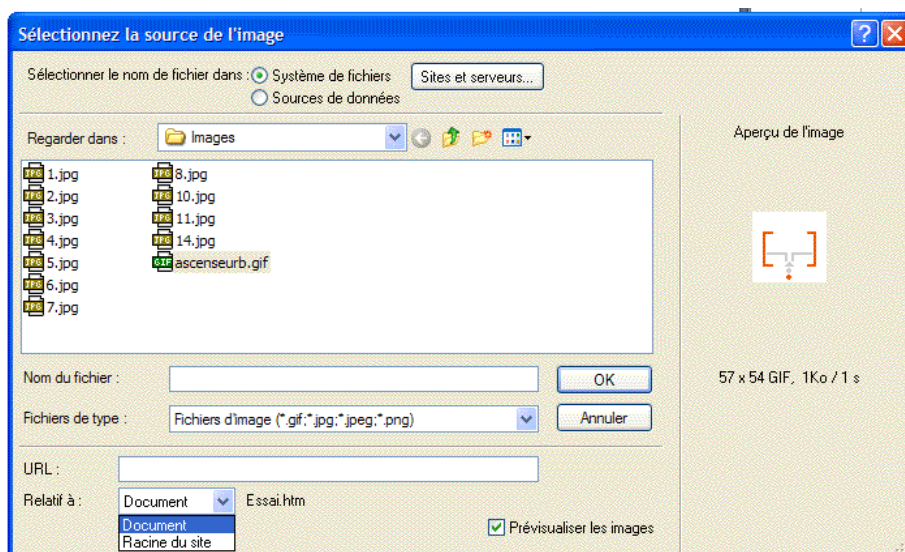 Sélectionnez la source de l'image
Sélectionner le nom de fichier dans : Système de fichiers Sites et serveurs...
Sources de données
Regarder dans : Images
Aperçu de l'image
1.jpg
2.jpg
3.jpg
4.jpg
5.jpg
6.jpg
7.jpg
8.jpg
10.jpg
11.jpg
14.jpg
ascenseurb.gif
Nom du fichier : OK
57 x 54 GIF, 1Ko / 1 s
Fichiers de type : Fichiers d'image (*.gif;*.jpg;*.jpeg;*.png) Annuler
URL :
Relatif à : Document Essai.htm
Document
Racine du site
Prévisualiser les images